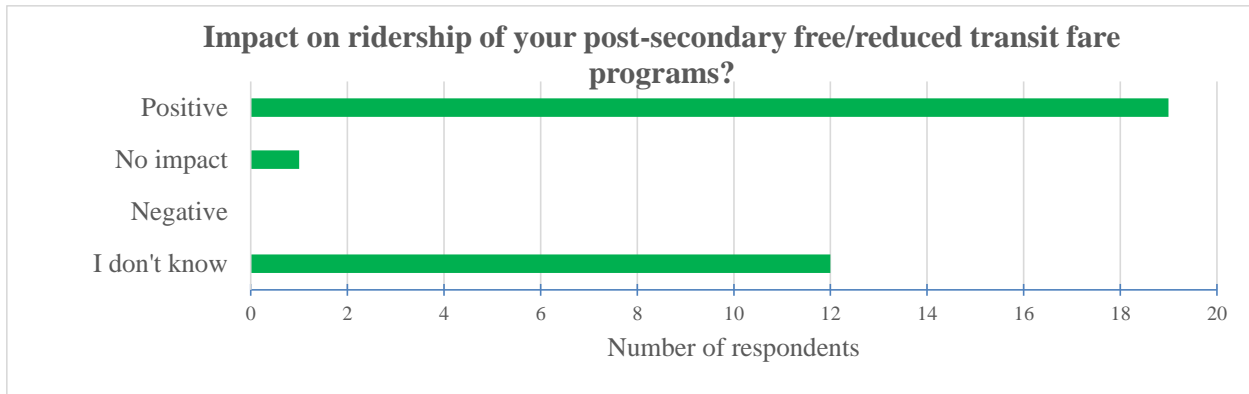 Impact on ridership of your post-secondary free/reduced transit fare
programs?
Positive
No impact
Negative
I don't know
0 2 4 6 8 10 12 14 16 18 20
Number of respondents